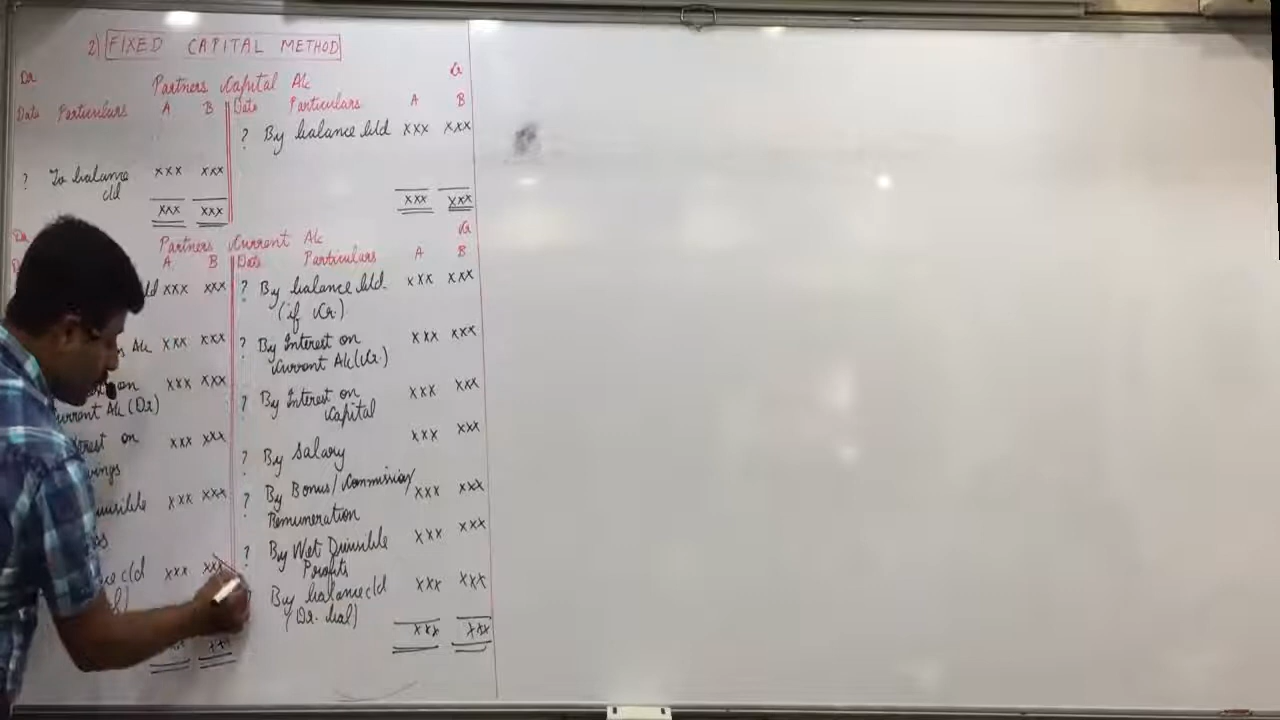 2) FIXED CAPITAL METHOD
Dr Cr
Partners Capital A/c
Date Particulars A B Date Particulars A B
? By balance b/d xxx xxx
? To balance xxx xxx
c/d
xxx xxx xxx xxx
Dr Cr
Partners Current A/c
A B Date Particulars A B
xxx xxx ? By balance b/d xxx xxx
(if Cr.)
A/c xxx xxx ? By Interest on xxx xxx
Current A/c (Cr.)
on xxx xxx ? By Interest on xxx xxx
Current A/c (Dr) Capital
on xxx xxx ? By Salary xxx xxx
xxx xxx ? By Bonus/Commission/ xxx xxx
Remuneration
? By Net Divisible xxx xxx
Profits
c/d xxx xxx By balance c/d xxx xxx
(Dr. bal)
xxx xxx xxx